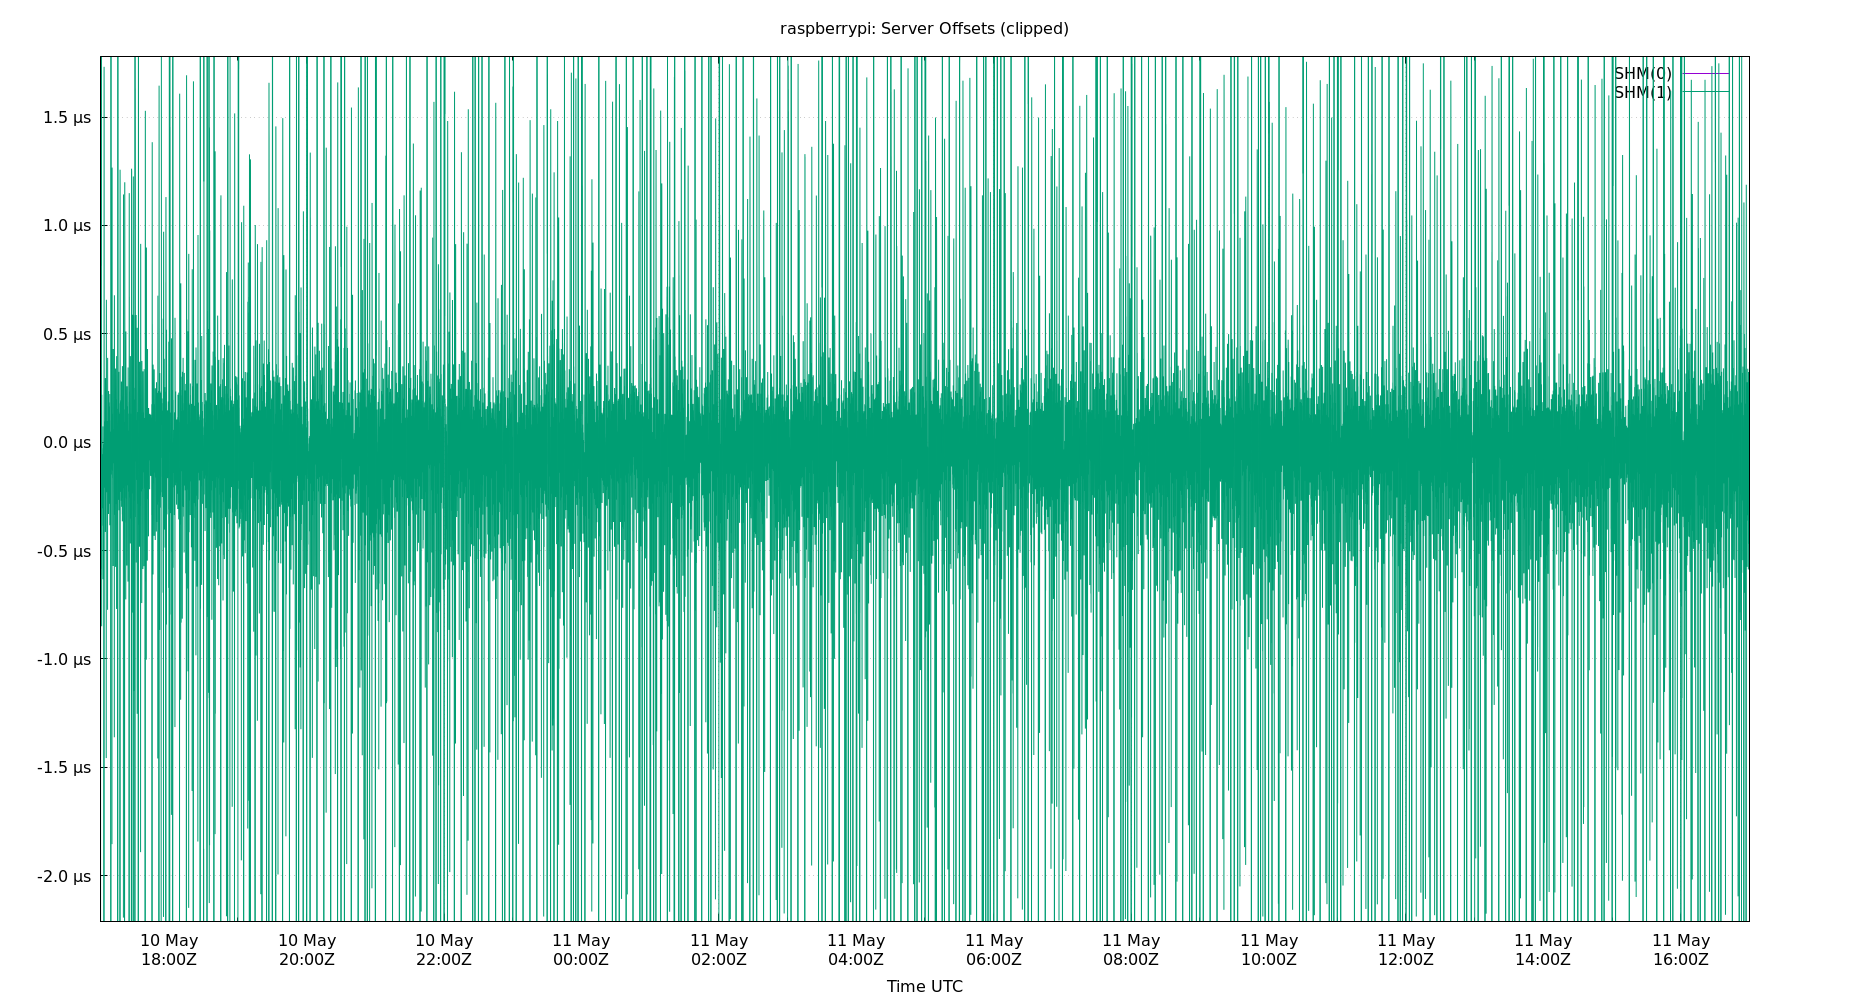 raspberrypi: Server Offsets (clipped)
SHM(0)
SHM(1)
1.5 µs
1.0 µs
0.5 µs
0.0 µs
-0.5 µs
-1.0 µs
-1.5 µs
-2.0 µs
10 May 10 May 10 May 11 May 11 May 11 May 11 May 11 May 11 May 11 May 11 May 11 May
18:00Z 20:00Z 22:00Z 00:00Z 02:00Z 04:00Z 06:00Z 08:00Z 10:00Z 12:00Z 14:00Z 16:00Z
Time UTC